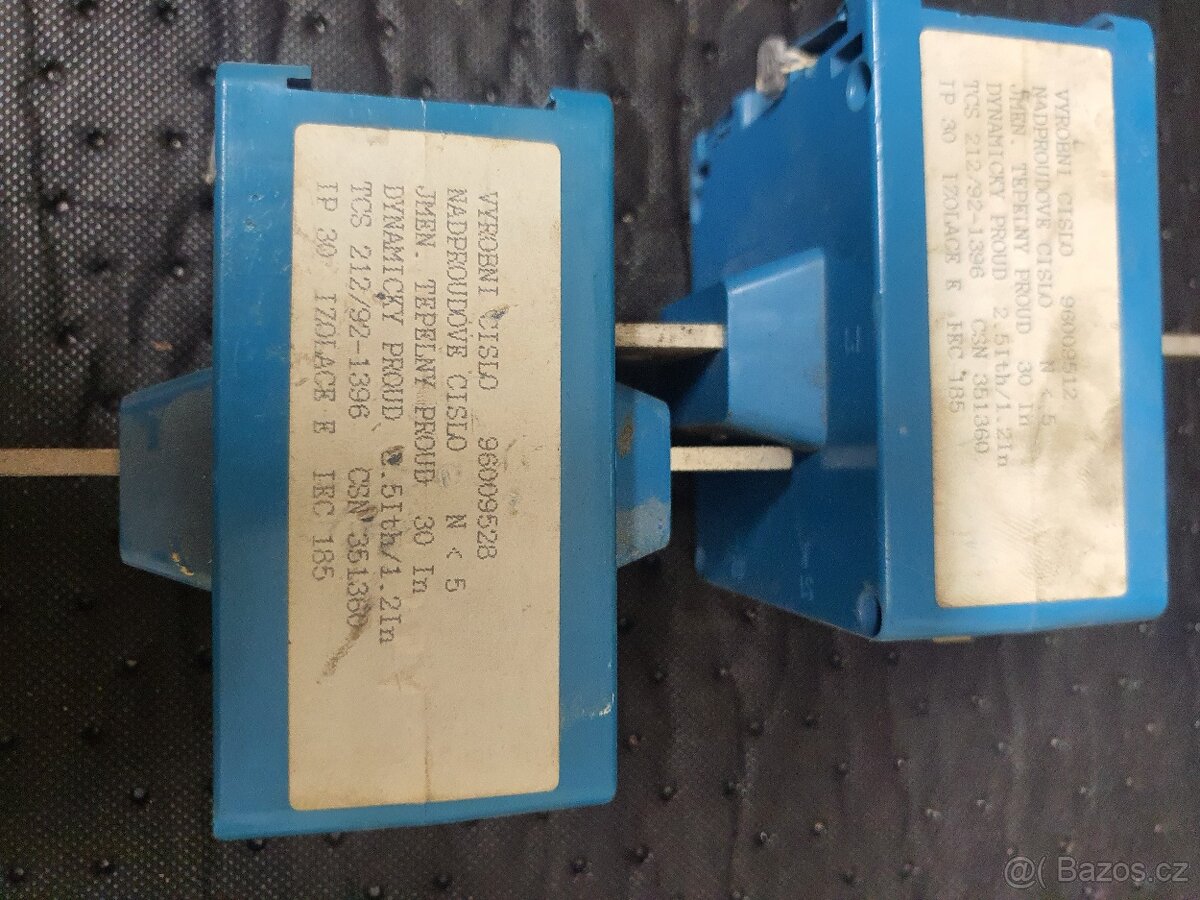 VYROBNI CISLO 96009528
NADPROUDOVE CISLO N < 5
JMEN. TEPELNY PROUD 30 In
DYNAMICKY PROUD 2.5Ith/1.2In
TCS 212/92-1396 CSN 351360
IP 30 IZOLACE E IEC 185
VYROBNI CISLO 96009512
NADPROUDOVE CISLO N < 5
JMEN. TEPELNY PROUD 30 In
DYNAMICKY PROUD 2.5Ith/1.2In
TCS 212/92-1396 CSN 351360
IP 30 IZOLACE E IEC 185
L1
S1
@( Bazos.cz